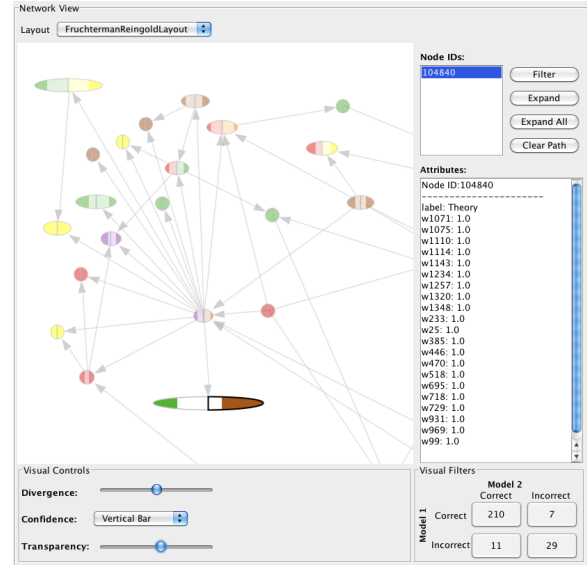 Network View
Layout FruchtermanReingoldLayout
Node IDs:
104840
Filter
Expand
Expand All
Clear Path
Attributes:
Node ID:104840
------------------------
label: Theory
w1071: 1.0
w1075: 1.0
w1110: 1.0
w1114: 1.0
w1143: 1.0
w1234: 1.0
w1257: 1.0
w1320: 1.0
w1348: 1.0
w233: 1.0
w25: 1.0
w385: 1.0
w446: 1.0
w470: 1.0
w518: 1.0
w695: 1.0
w718: 1.0
w729: 1.0
w931: 1.0
w969: 1.0
w99: 1.0
Visual Controls
Divergence:
Confidence: Vertical Bar
Transparency:
Visual Filters
Model 2
Correct Incorrect
Model 1
Correct 210 7
Incorrect 11 29